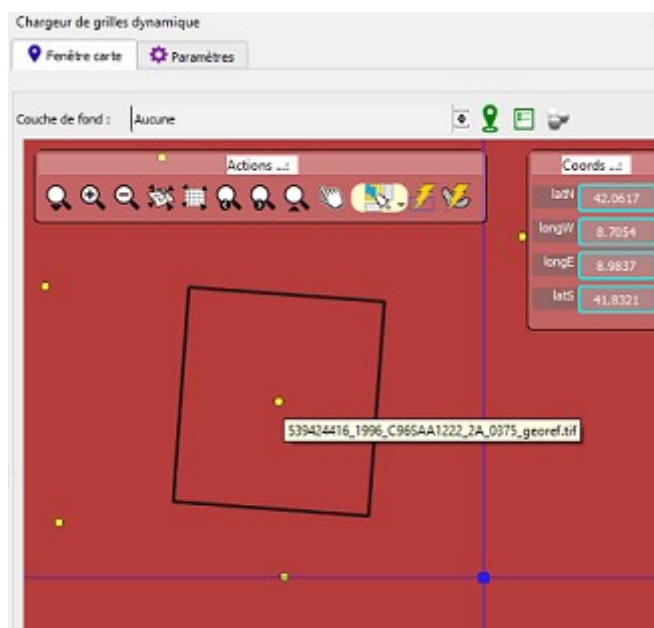 Chargeur de grilles dynamique
Fenêtre carte
Paramètres
Couche de fond :
Aucune
Actions ...:
Coords ...:
latN 42.0617
longW 8.7054
longE 8.9837
latS 41.8321
539424416_1996_C96SAA1222_2A_0375_georef.tif